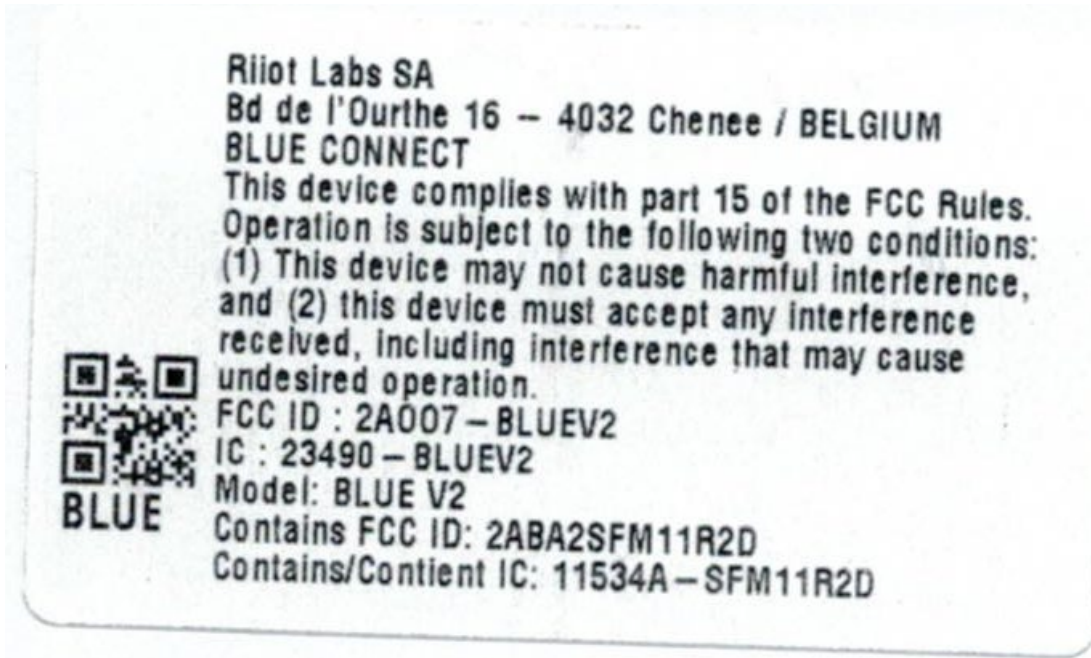 Riiot Labs SA
Bd de l'Ourthe 16 – 4032 Chenee / BELGIUM
BLUE CONNECT
This device complies with part 15 of the FCC Rules.
Operation is subject to the following two conditions:
(1) This device may not cause harmful interference,
and (2) this device must accept any interference
received, including interference that may cause
undesired operation.
FCC ID : 2AOO7 – BLUEV2
IC : 23490 – BLUEV2
Model: BLUE V2
Contains FCC ID: 2ABA2SFM11R2D
Contains/Contient IC: 11534A – SFM11R2D
BLUE